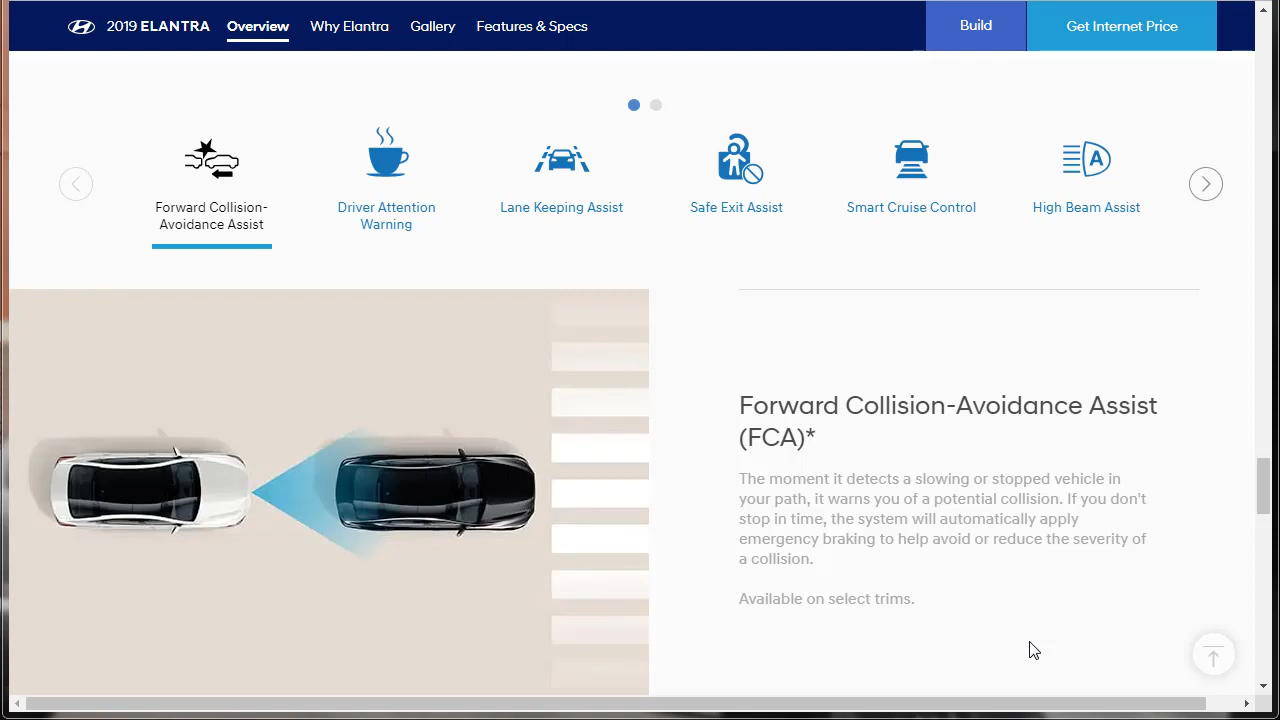 2019 ELANTRA Overview Why Elantra Gallery Features & Specs Build Get Internet Price
Forward Collision-
Avoidance Assist
Driver Attention
Warning
Lane Keeping Assist
Safe Exit Assist
Smart Cruise Control
A
High Beam Assist
Forward Collision-Avoidance Assist
(FCA)*
The moment it detects a slowing or stopped vehicle in
your path, it warns you of a potential collision. If you don't
stop in time, the system will automatically apply
emergency braking to help avoid or reduce the severity of
a collision.
Available on select trims.